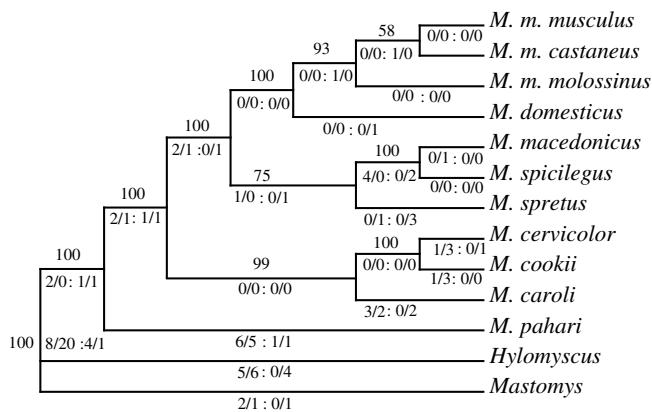 M. m. musculus
58
0/0 : 0/0
93
0/0: 1/0
M. m. castaneus
100
0/0: 1/0
M. m. molossinus
0/0: 0/0
0/0 : 0/0
M. domesticus
0/0 : 0/1
100
M. macedonicus
2/1 :0/1
100
0/1 : 0/0
75
4/0: 0/2
M. spicilegus
0/0: 0/0
100
1/0 : 0/1
M. spretus
2/1: 1/1
0/1 : 0/3
M. cervicolor
100
1/3 : 0/1
100
99
0/0: 0/0
M. cookii
2/0: 1/1
0/0: 0/0
1/3: 0/0
M. caroli
3/2 : 0/2
M. pahari
100
8/20 :4/1
6/5 : 1/1
Hylomyscus
5/6 : 0/4
Mastomys
2/1 : 0/1